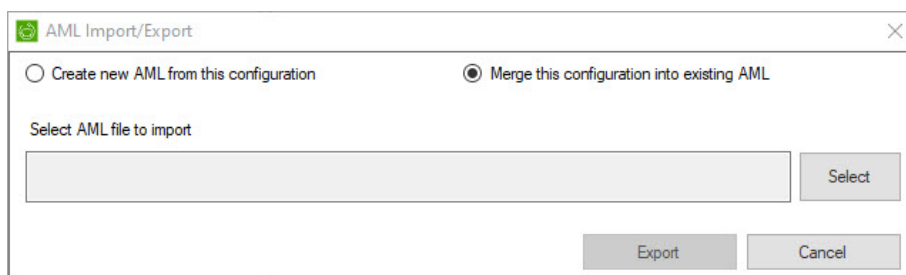 AML Import/Export
Create new AML from this configuration
Merge this configuration into existing AML
Select AML file to import
Select
Export
Cancel